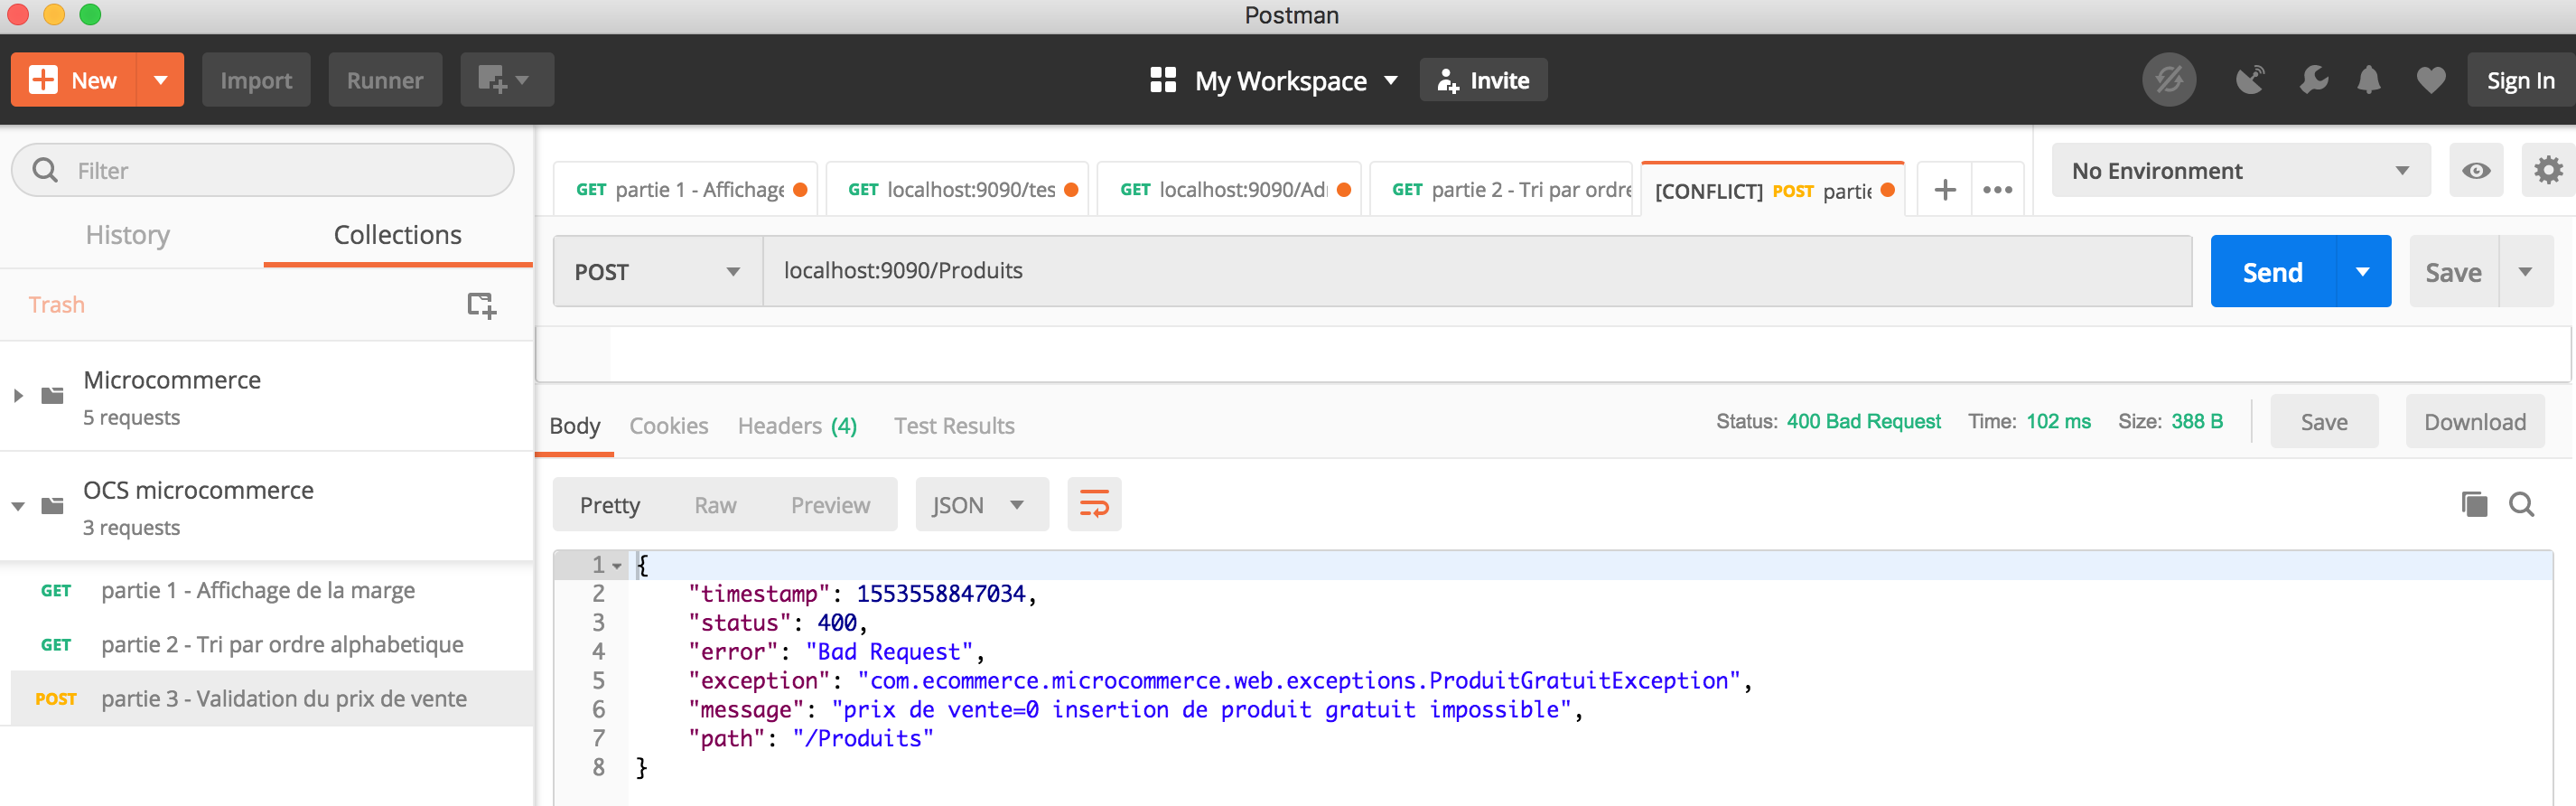 Postman
New
Import
Runner
My Workspace
Invite
Sign In
Filter
History
Collections
Trash
Microcommerce
5 requests
OCS microcommerce
3 requests
GET partie 1 - Affichage de la marge
GET partie 2 - Tri par ordre alphabetique
POST partie 3 - Validation du prix de vente
GET partie 1 - Affichage
GET localhost:9090/tes
GET localhost:9090/Ad
GET partie 2 - Tri par ordre
[CONFLICT] POST partie
No Environment
POST
localhost:9090/Produits
Send
Save
Body
Cookies
Headers (4)
Test Results
Status: 400 Bad Request
Time: 102 ms
Size: 388 B
Save
Download
Pretty
Raw
Preview
JSON
1 {
2 "timestamp": 1553558847034,
3 "status": 400,
4 "error": "Bad Request",
5 "exception": "com.ecommerce.microcommerce.web.exceptions.ProduitGratuitException",
6 "message": "prix de vente=0 insertion de produit gratuit impossible",
7 "path": "/Produits"
8 }